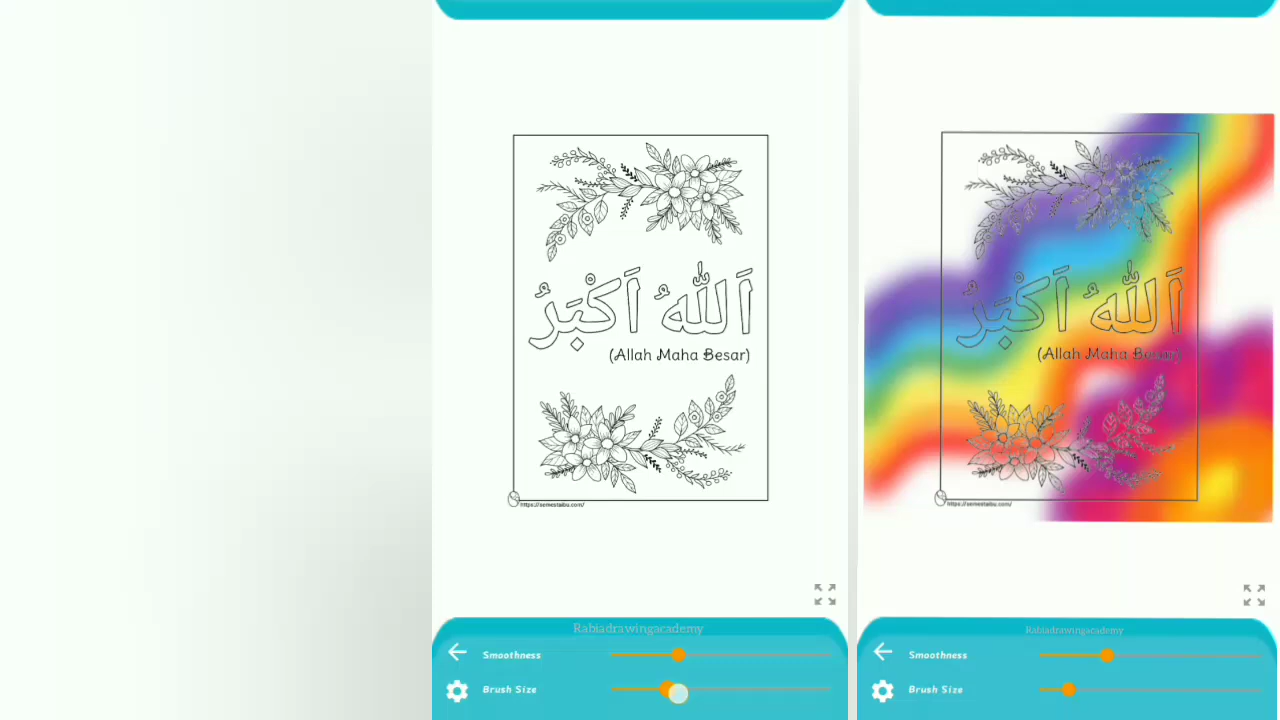 اَللّٰهُ اَكْبَرُ
(Allah Maha Besar)
https://semestaibu.com/
Rabiadrawingacademy
Smoothness
Brush Size
اَللّٰهُ اَكْبَرُ
(Allah Maha Besar)
https://semestaibu.com/
Rabiadrawingacademy
Smoothness
Brush Size